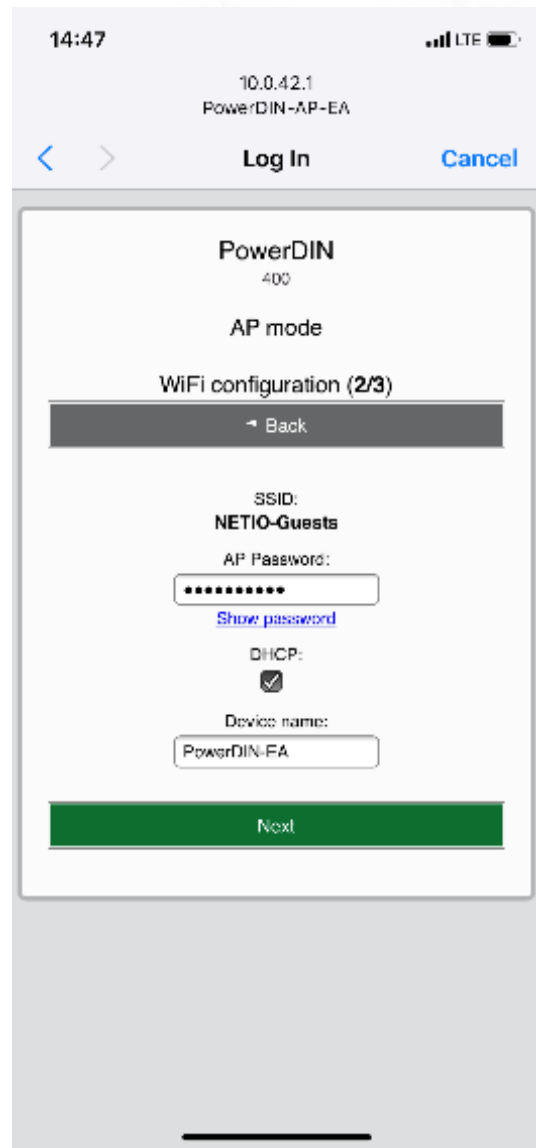 14:47
LTE
10.0.42.1
PowerDIN-AP-EA
Log In
Cancel
PowerDIN
400
AP mode
WiFi configuration (2/3)
Back
SSID:
NETIO-Guests
AP Password:
••••••••••
Show password
DHCP:
Device name:
PowerDIN-EA
Next